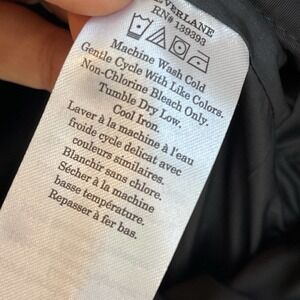 EVERLANE
RN# 139393
Machine Wash Cold
Gentle Cycle With Like Colors.
Non-Chlorine Bleach Only.
Tumble Dry Low.
Cool Iron.
Laver à la machine à l'eau
froide cycle délicat avec
couleurs similaires.
Blanchir sans chlore.
Sécher à la machine
basse température.
Repasser à fer bas.